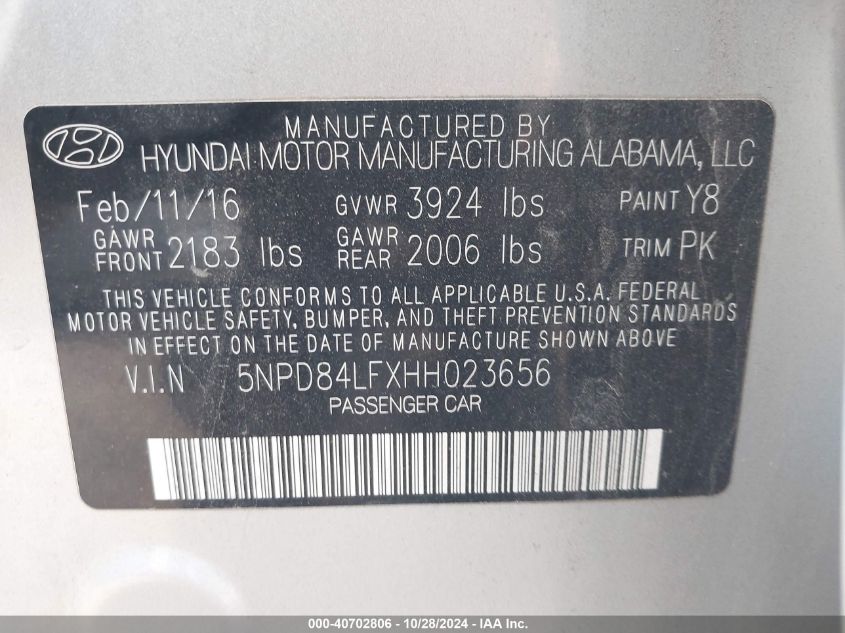 MANUFACTURED BY
HYUNDAI MOTOR MANUFACTURING ALABAMA, LLC
Feb/11/16 GVWR 3924 lbs PAINT Y8
GAWR FRONT 2183 lbs GAWR REAR 2006 lbs TRIM PK
THIS VEHICLE CONFORMS TO ALL APPLICABLE U.S.A. FEDERAL
MOTOR VEHICLE SAFETY, BUMPER, AND THEFT PREVENTION STANDARDS
IN EFFECT ON THE DATE OF MANUFACTURE SHOWN ABOVE.
V.I.N 5NPD84LFXHH023656
PASSENGER CAR
000-40702806 - 10/28/2024 - IAA Inc.